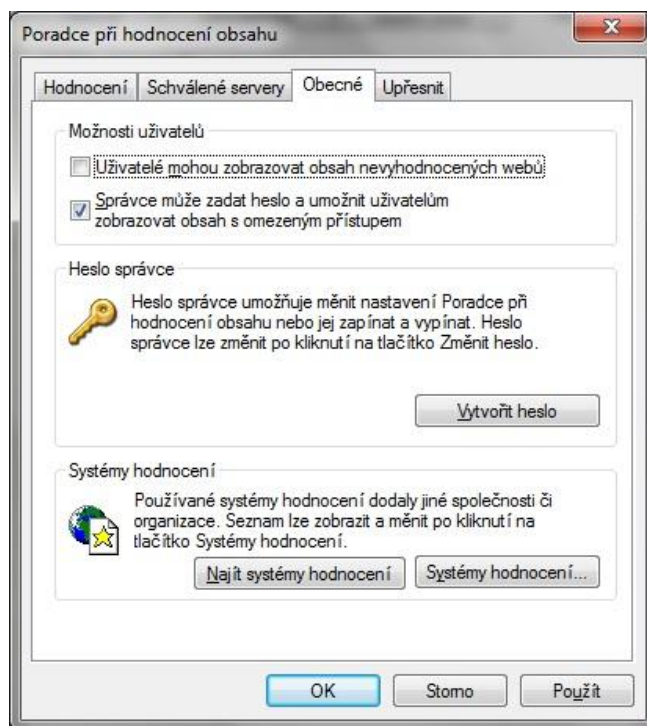 Poradce při hodnocení obsahu
Hodnocení Schválené servery Obecné Upřesnit
Možnosti uživatelů
Uživatelé mohou zobrazovat obsah nevyhodnocených webů
Správce může zadat heslo a umožnit uživatelům
zobrazovat obsah s omezeným přístupem
Heslo správce
Heslo správce umožňuje měnit nastavení Poradce při
hodnocení obsahu nebo jej zapínat a vypínat. Heslo
správce lze změnit po kliknutí na tlačítko Změnit heslo.
Vytvořit heslo
Systémy hodnocení
Používané systémy hodnocení dodaly jiné společnosti či
organizace. Seznam lze zobrazit a měnit po kliknutí na
tlačítko Systémy hodnocení.
Najít systémy hodnocení Systémy hodnocení...
OK Storno Použít